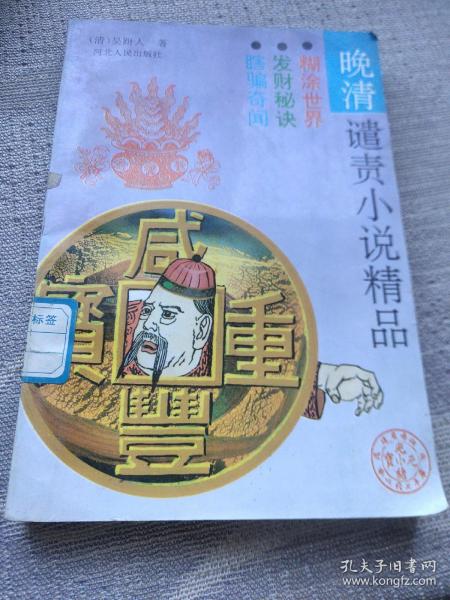 (清)吴趼人 著
河北人民出版社
糊涂世界
发财秘诀
瞎骗奇闻
晚清谴责小说精品
咸豐重寳
标签
孔夫子旧书网
www.kongfz.com